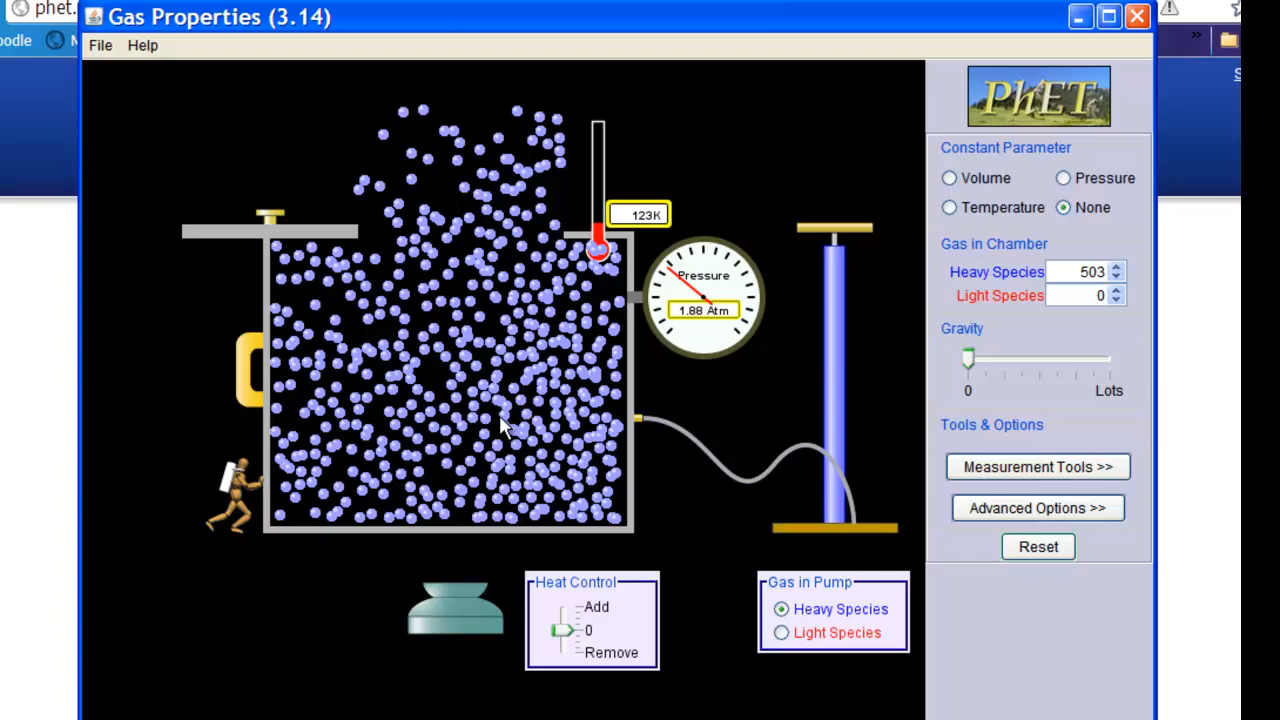 phet.
Gas Properties (3.14)
oodle
»
File Help
PhET
Constant Parameter
Volume Pressure
Temperature None
123K
Gas in Chamber
Heavy Species 503
Pressure
Light Species 0
1.88 Atm
Gravity
0 Lots
Tools & Options
Measurement Tools >>
Advanced Options >>
Reset
Heat Control
Add
0
Remove
Gas in Pump
Heavy Species
Light Species